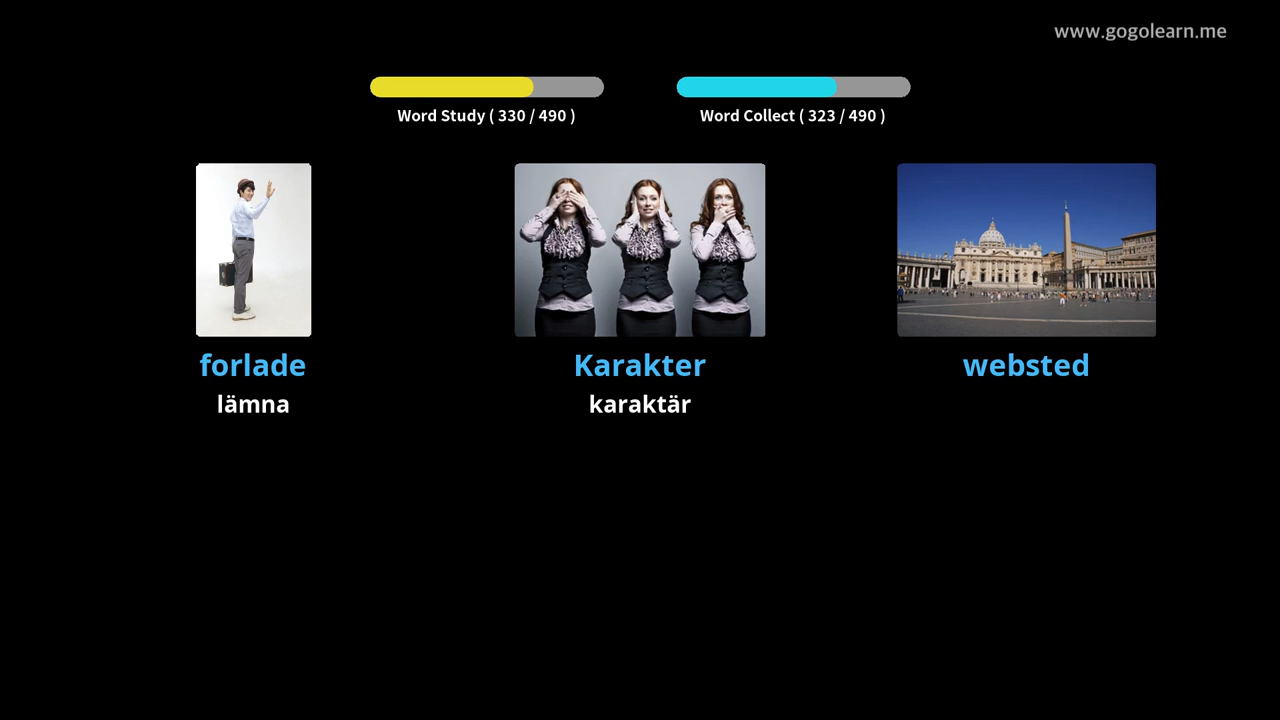 www.gogolearn.me
Word Study ( 330 / 490 )
Word Collect ( 323 / 490 )
forlade
lämna
Karakter
karaktär
websted